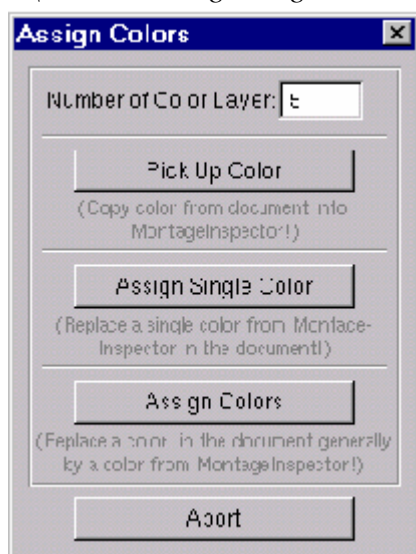 Assign Colors
Number of Color Layer: 5
Pick Up Color
(Copy color from document into
MontageInspector!)
Assign Single Color
(Replace a single color from Montage-
Inspector in the document!)
Assign Colors
(Replace a color in the document generally
by a color from MontageInspector!)
Abort